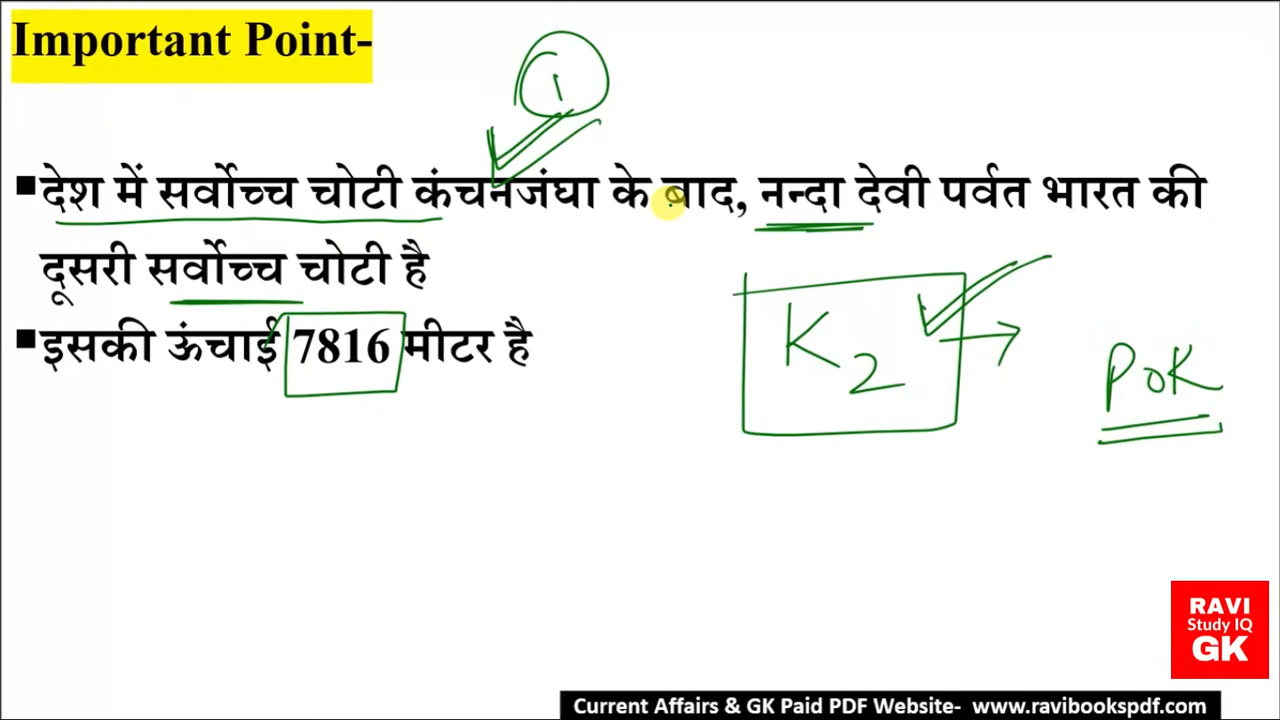 Important Point-
1
▪देश में सर्वोच्च चोटी कंचनजंघा के बाद, नन्दा देवी पर्वत भारत की
दूसरी सर्वोच्च चोटी है
▪इसकी ऊंचाई 7816 मीटर है
K2
POK
RAVI
Study IQ
GK
Current Affairs & GK Paid PDF Website- www.ravibookspdf.com